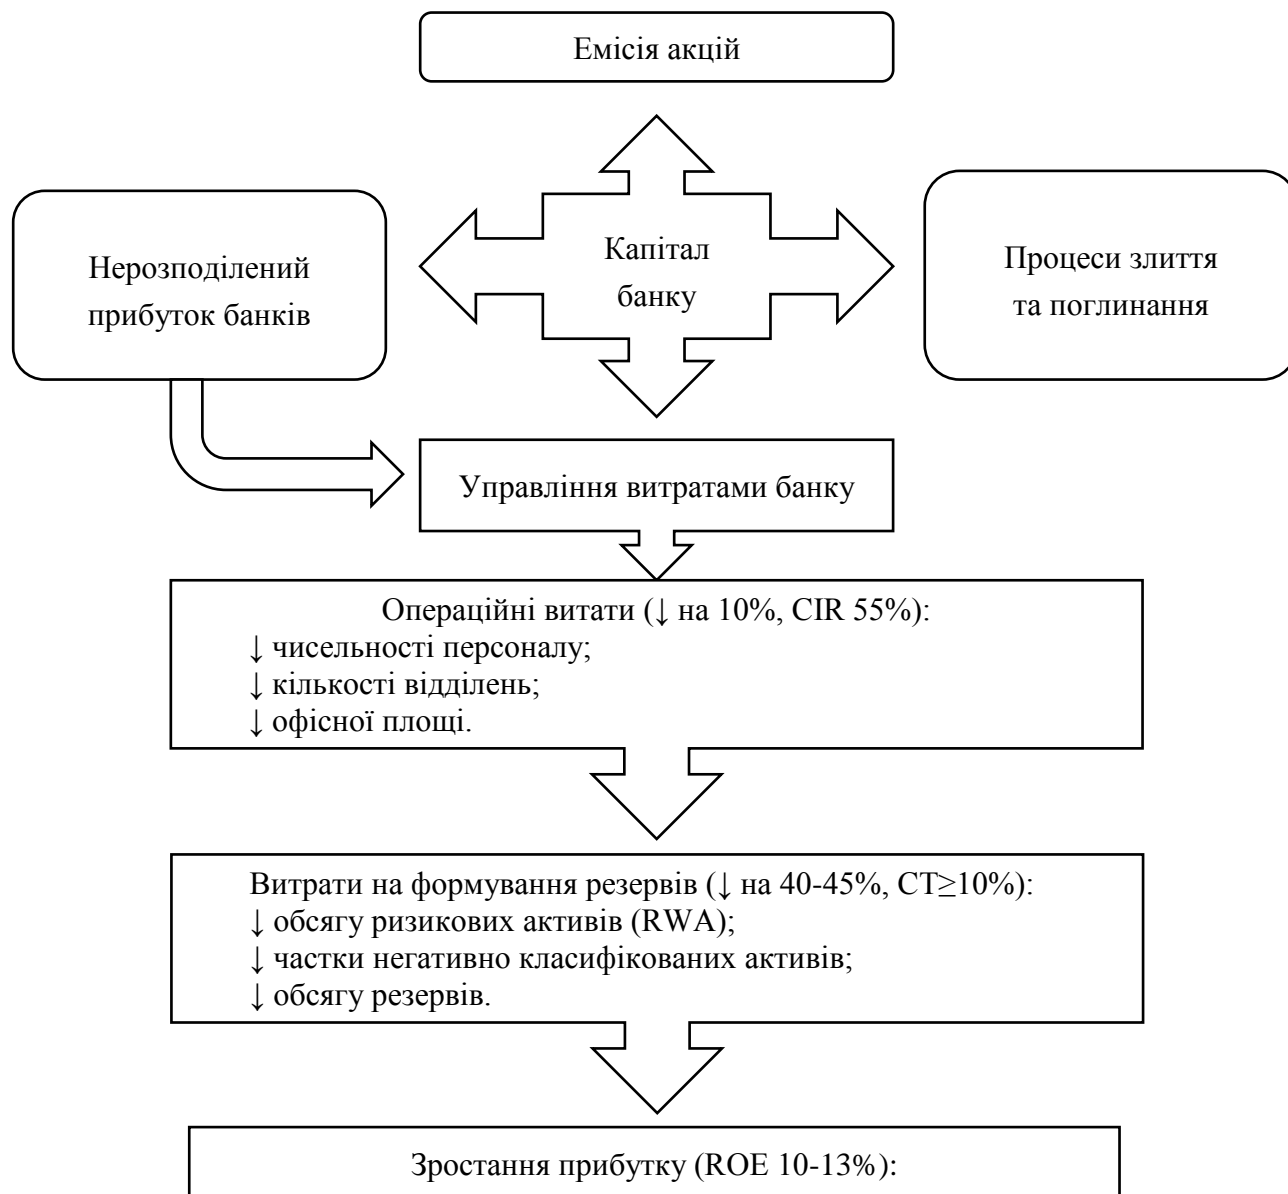 Емісія акцій
Нерозподілений
прибуток банків
Капітал
банку
Процеси злиття
та поглинання
Управління витратами банку
Операційні витати (↓ на 10%, CIR 55%):
↓ чисельності персоналу;
↓ кількості відділень;
↓ офісної площі.
Витрати на формування резервів (↓ на 40-45%, СТ≥10%):
↓ обсягу ризикових активів (RWA);
↓ частки негативно класифікованих активів;
↓ обсягу резервів.
Зростання прибутку (ROE 10-13%):